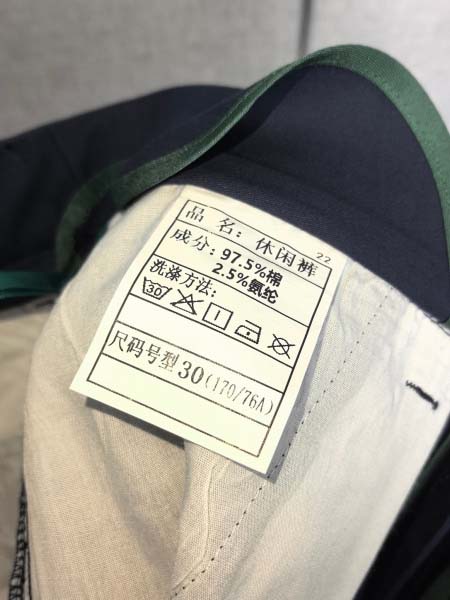 品 名: 休闲裤
22
成分: 97.5%棉
2.5%氨纶
洗涤方法:
30
尺码号型 30(170/76A)